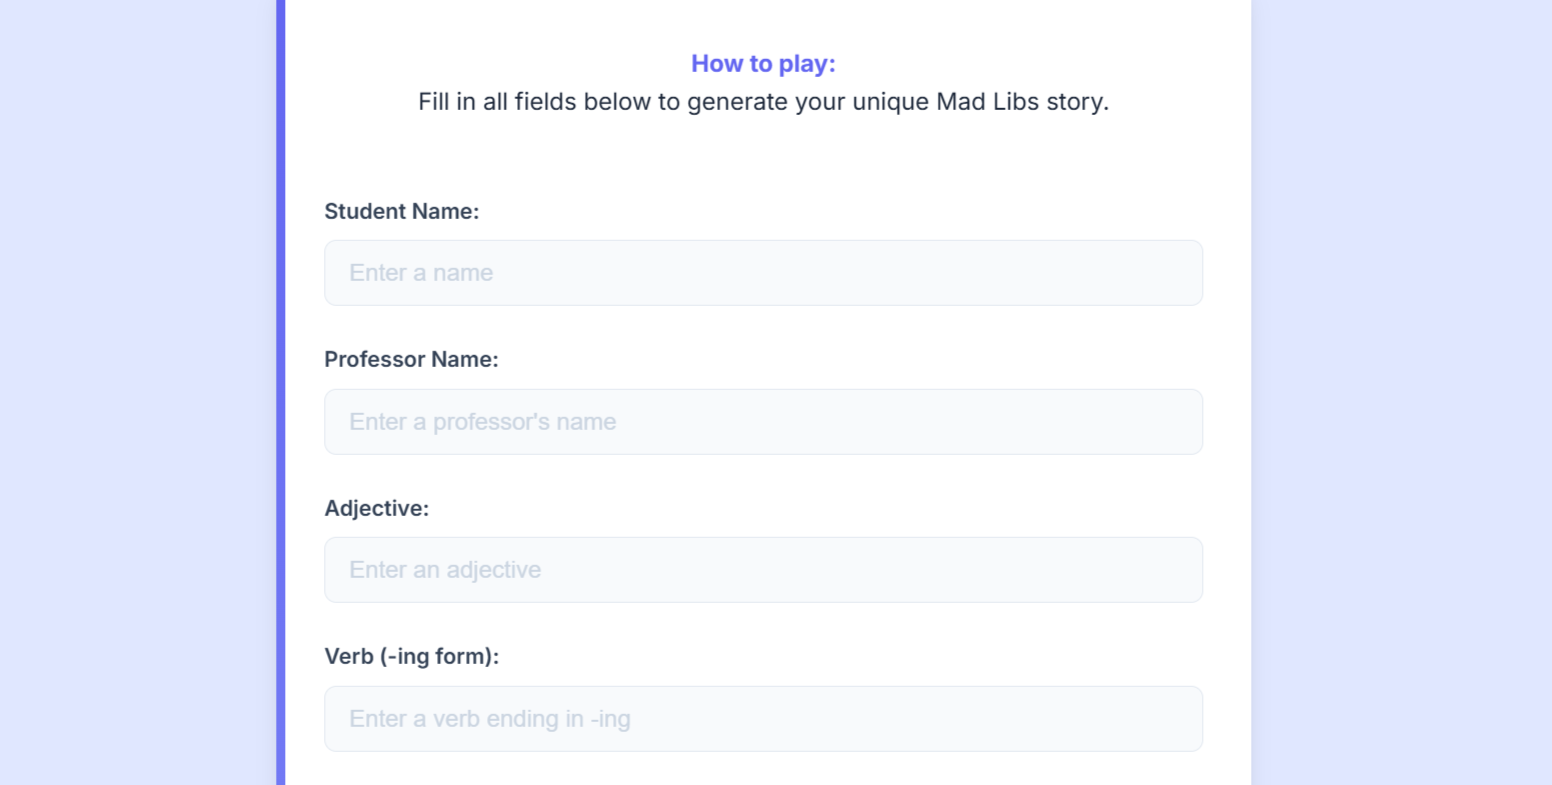 How to play:
Fill in all fields below to generate your unique Mad Libs story.
Student Name:
Enter a name
Professor Name:
Enter a professor's name
Adjective:
Enter an adjective
Verb (-ing form):
Enter a verb ending in -ing